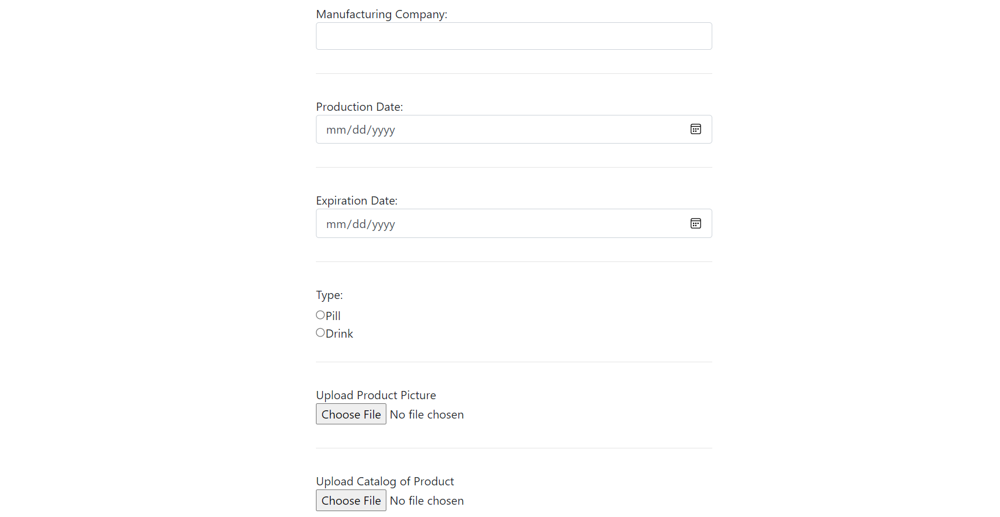 Manufacturing Company:
Production Date:
mm/dd/yyyy
Expiration Date:
mm/dd/yyyy
Type:
Pill
Drink
Upload Product Picture
Choose File No file chosen
Upload Catalog of Product
Choose File No file chosen